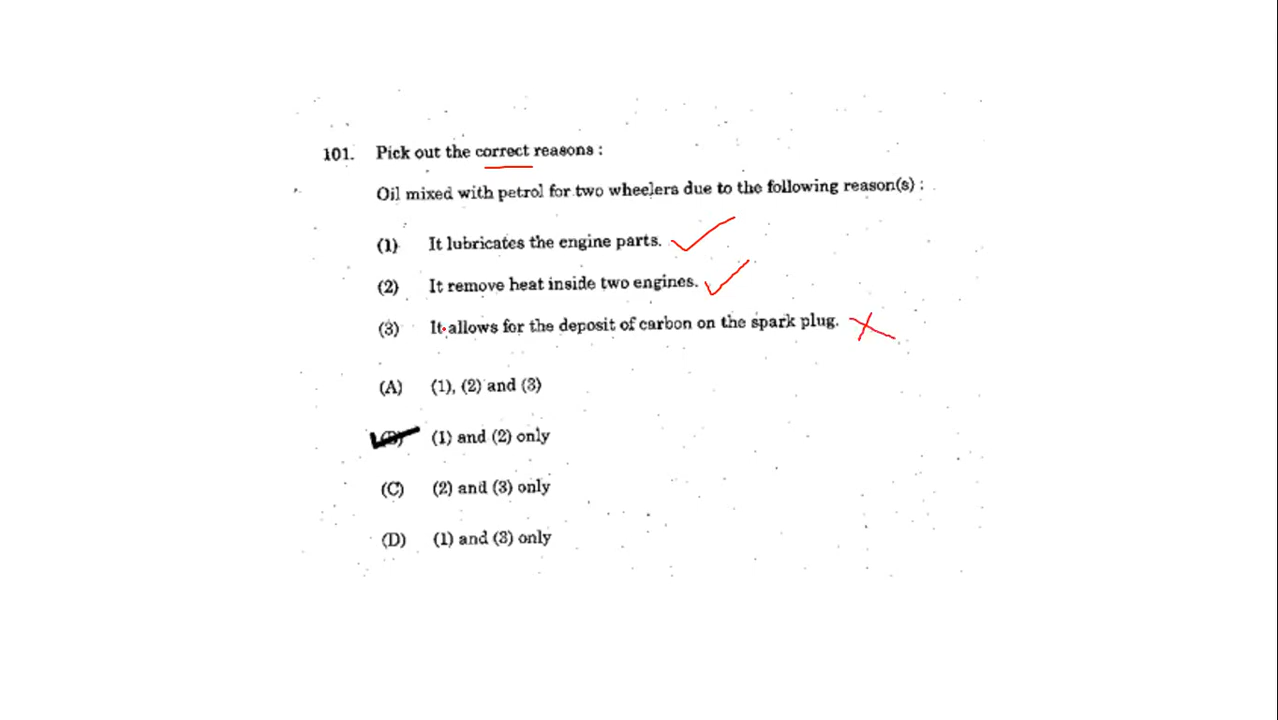 101. Pick out the correct reasons :
Oil mixed with petrol for two wheelers due to the following reason(s) :
(1) It lubricates the engine parts.
(2) It remove heat inside two engines.
(3) It allows for the deposit of carbon on the spark plug.
(A) (1), (2) and (3)
(B) (1) and (2) only
(C) (2) and (3) only
(D) (1) and (3) only